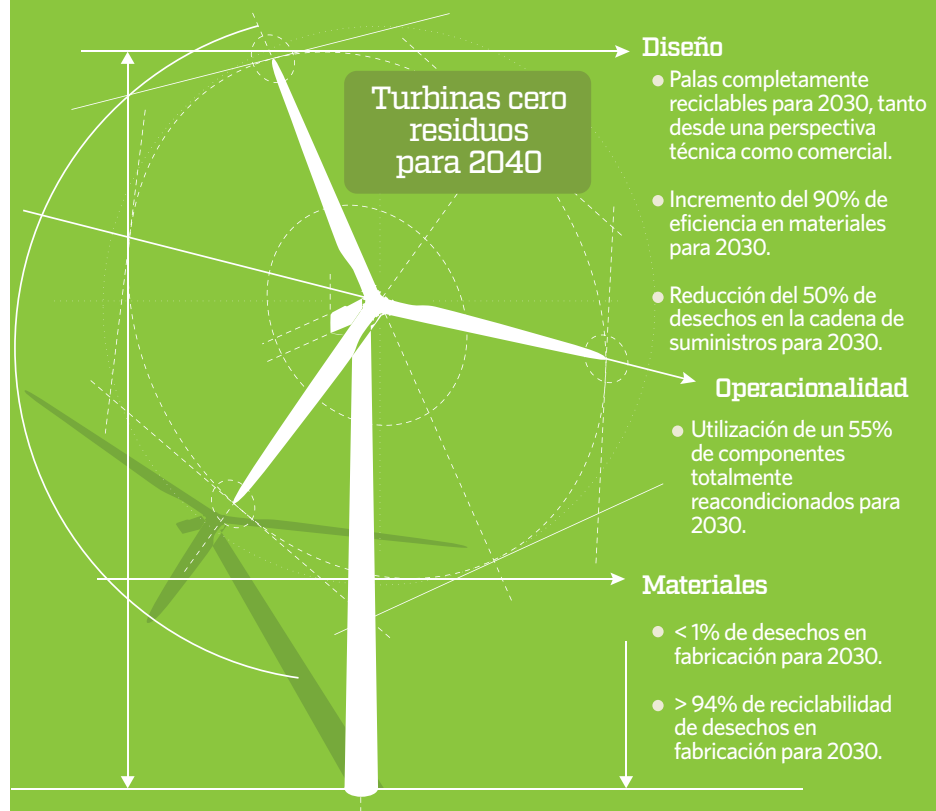 Turbinas cero
residuos
para 2040
Diseño
● Palas completamente
reciclables para 2030, tanto
desde una perspectiva
técnica como comercial.
● Incremento del 90% de
eficiencia en materiales
para 2030.
● Reducción del 50% de
desechos en la cadena de
suministros para 2030.
Operacionalidad
● Utilización de un 55%
de componentes
totalmente
reacondicionados para
2030.
Materiales
● < 1% de desechos en
fabricación para 2030.
● > 94% de reciclabilidad
de desechos en
fabricación para 2030.